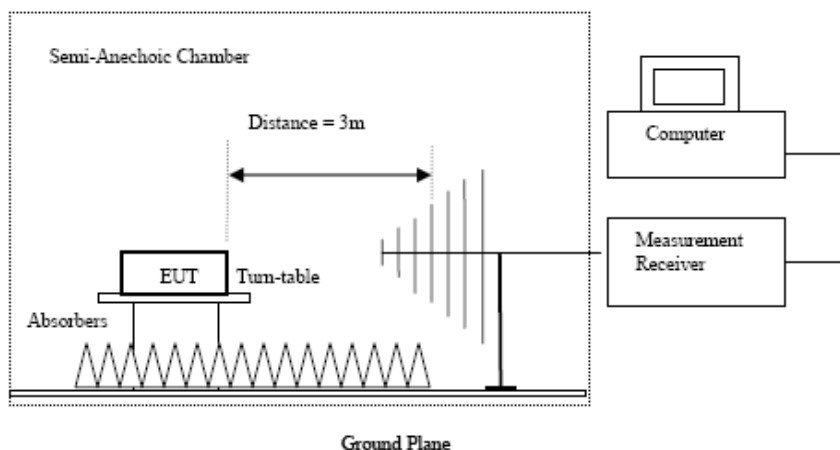 Semi-Anechoic Chamber
Distance = 3m
Computer
Measurement
Receiver
EUT
Turn-table
Absorbers
Ground Plane